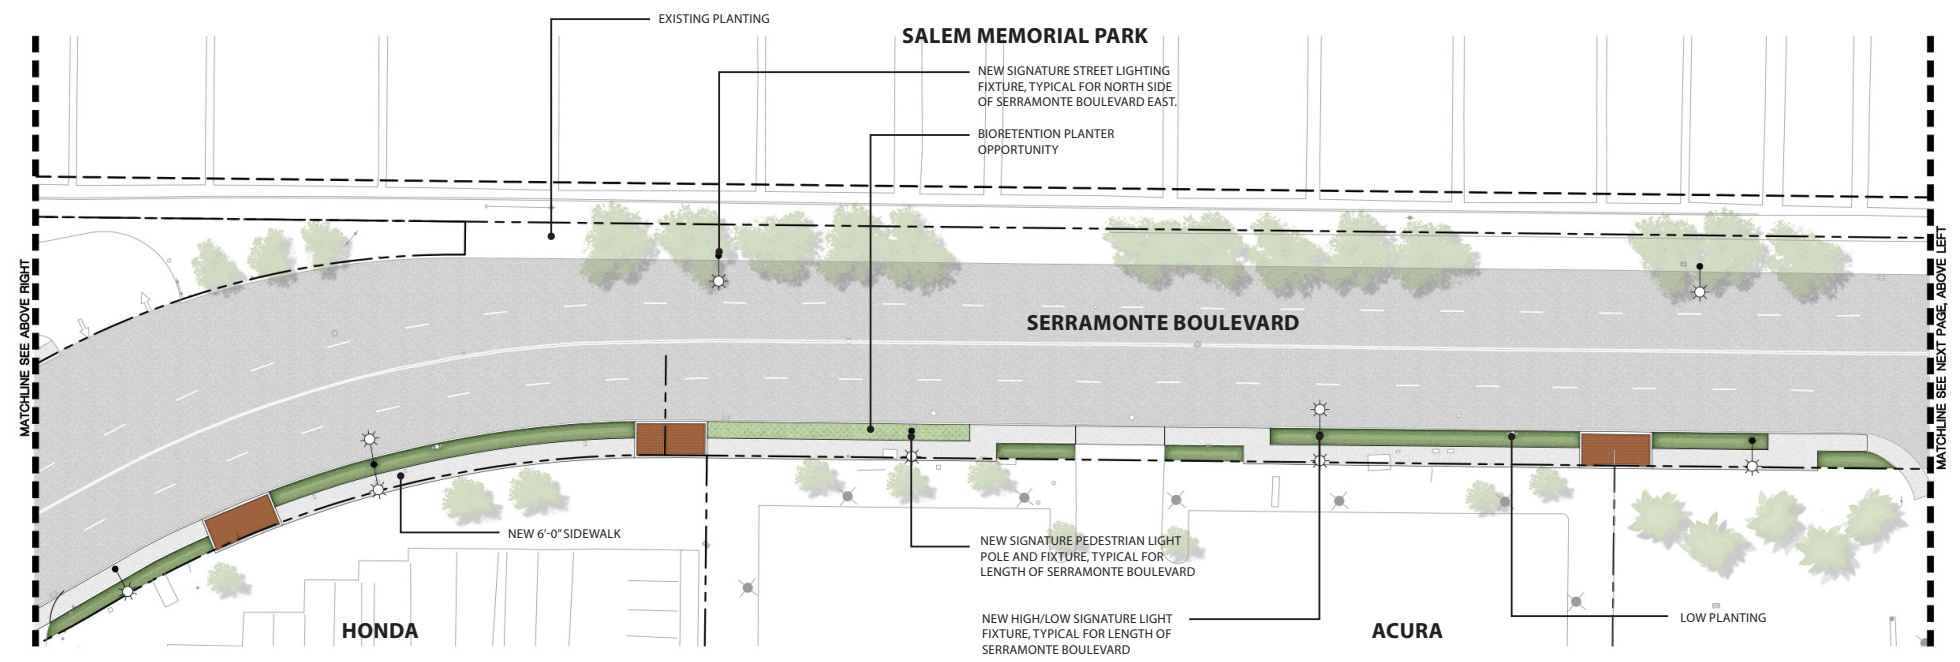 EXISTING PLANTING
SALEM MEMORIAL PARK
NEW SIGNATURE STREET LIGHTING
FIXTURE, TYPICAL FOR NORTH SIDE
OF SERRAMONTE BOULEVARD EAST.
BIORETENTION PLANTER
OPPORTUNITY
MATCHLINE SEE ABOVE RIGHT
SERRAMONTE BOULEVARD
MATCHLINE SEE NEXT PAGE, ABOVE LEFT
NEW 6'-0" SIDEWALK
NEW SIGNATURE PEDESTRIAN LIGHT
POLE AND FIXTURE, TYPICAL FOR
LENGTH OF SERRAMONTE BOULEVARD
NEW HIGH/LOW SIGNATURE LIGHT
FIXTURE, TYPICAL FOR LENGTH OF
SERRAMONTE BOULEVARD
LOW PLANTING
HONDA
ACURA